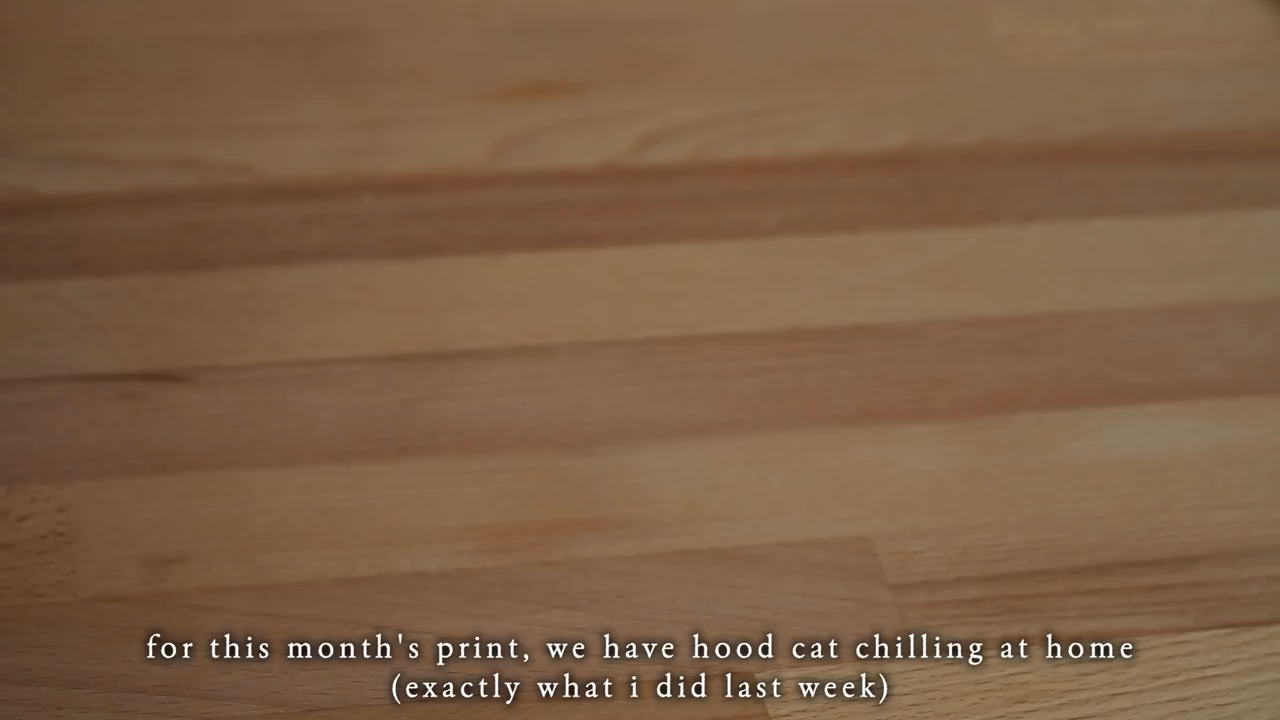 for this month's print, we have hood cat chilling at home
(exactly what i did last week)